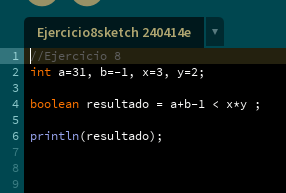 Ejercicio8sketch 240414e
1 //Ejercicio 8
2 int a=31, b=-1, x=3, y=2;
3
4 boolean resultado = a+b-1 < x*y ;
5
6 println(resultado);
7
8
9